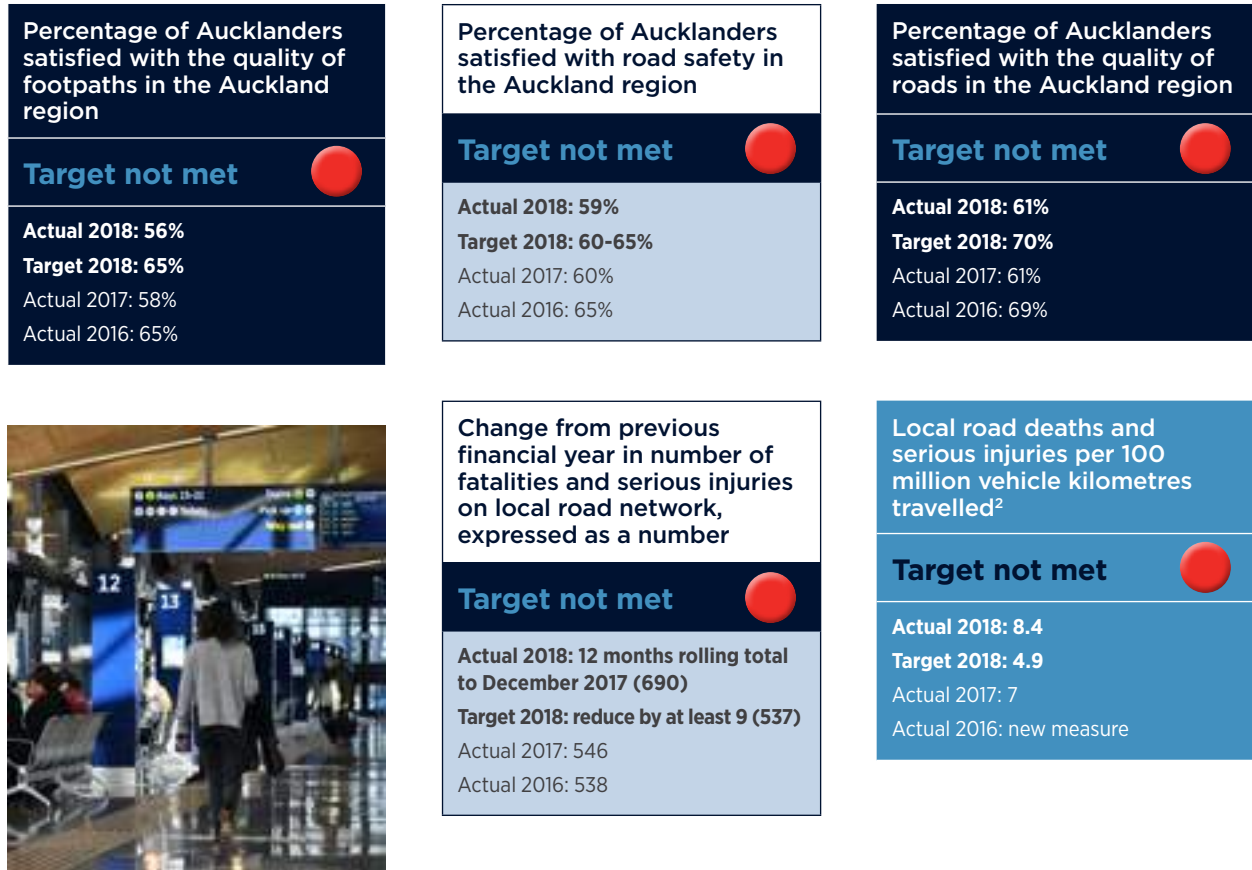 Percentage of Aucklanders
satisfied with the quality of
footpaths in the Auckland
region
Target not met
Actual 2018: 56%
Target 2018: 65%
Actual 2017: 58%
Actual 2016: 65%
Percentage of Aucklanders
satisfied with road safety in
the Auckland region
Target not met
Actual 2018: 59%
Target 2018: 60-65%
Actual 2017: 60%
Actual 2016: 65%
Percentage of Aucklanders
satisfied with the quality of
roads in the Auckland region
Target not met
Actual 2018: 61%
Target 2018: 70%
Actual 2017: 61%
Actual 2016: 69%
12
13
15
Change from previous
financial year in number of
fatalities and serious injuries
on local road network,
expressed as a number
Target not met
Actual 2018: 12 months rolling total
to December 2017 (690)
Target 2018: reduce by at least 9 (537)
Actual 2017: 546
Actual 2016: 538
Local road deaths and
serious injuries per 100
million vehicle kilometres
travelled²
Target not met
Actual 2018: 8.4
Target 2018: 4.9
Actual 2017: 7
Actual 2016: new measure